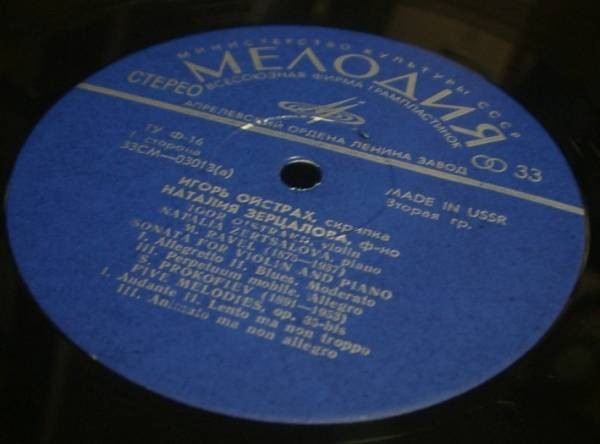 МИНИСТЕРСТВО КУЛЬТУРЫ СССР
МЕЛОДИЯ
ВСЕСОЮЗНАЯ ФИРМА ГРАМПЛАСТИНОК
СТЕРЕО
33
АПРЕЛЕВСКИЙ ОРДЕНА ЛЕНИНА ЗАВОД
ТУ Ф-16
1 сторона
33СМ—03013(а)
MADE IN USSR
Вторая гр.
ИГОРЬ ОЙСТРАХ, скрипка
НАТАЛИЯ ЗЕРЦАЛОВА, ф-но
IGOR OISTRAKH, violin
NATALIA ZERTSALOVA, piano
M. RAVEL (1875—1937)
SONATA FOR VIOLIN AND PIANO
I. Allegretto II. Blues. Moderato
III. Perpetuum mobile. Allegro
S. PROKOFIEV (1891—1953)
FIVE MELODIES, op. 35-bis
I. Andante II. Lento ma non troppo
III. Animato ma non allegro